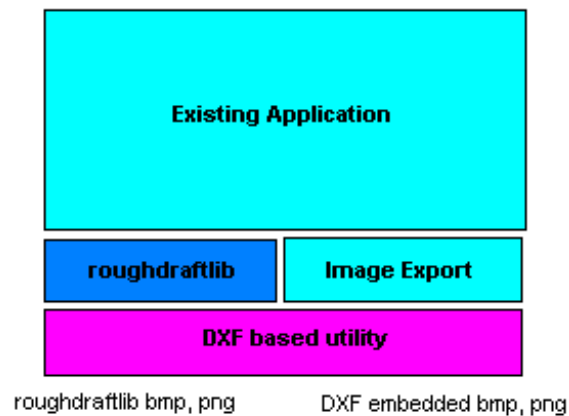 Existing Application
roughdraftlib
Image Export
DXF based utility
roughdraftlib bmp, png
DXF embedded bmp, png